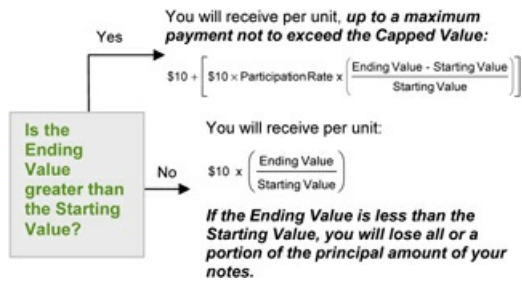 You will receive per unit, up to a maximum
payment not to exceed the Capped Value:
Yes
$10 + [ $10 × Participation Rate x ( Ending Value - Starting Value / Starting Value ) ]
Is the
Ending
Value
greater than
the Starting
Value?
No
You will receive per unit:
$10 x ( Ending Value / Starting Value )
If the Ending Value is less than the
Starting Value, you will lose all or a
portion of the principal amount of your
notes.